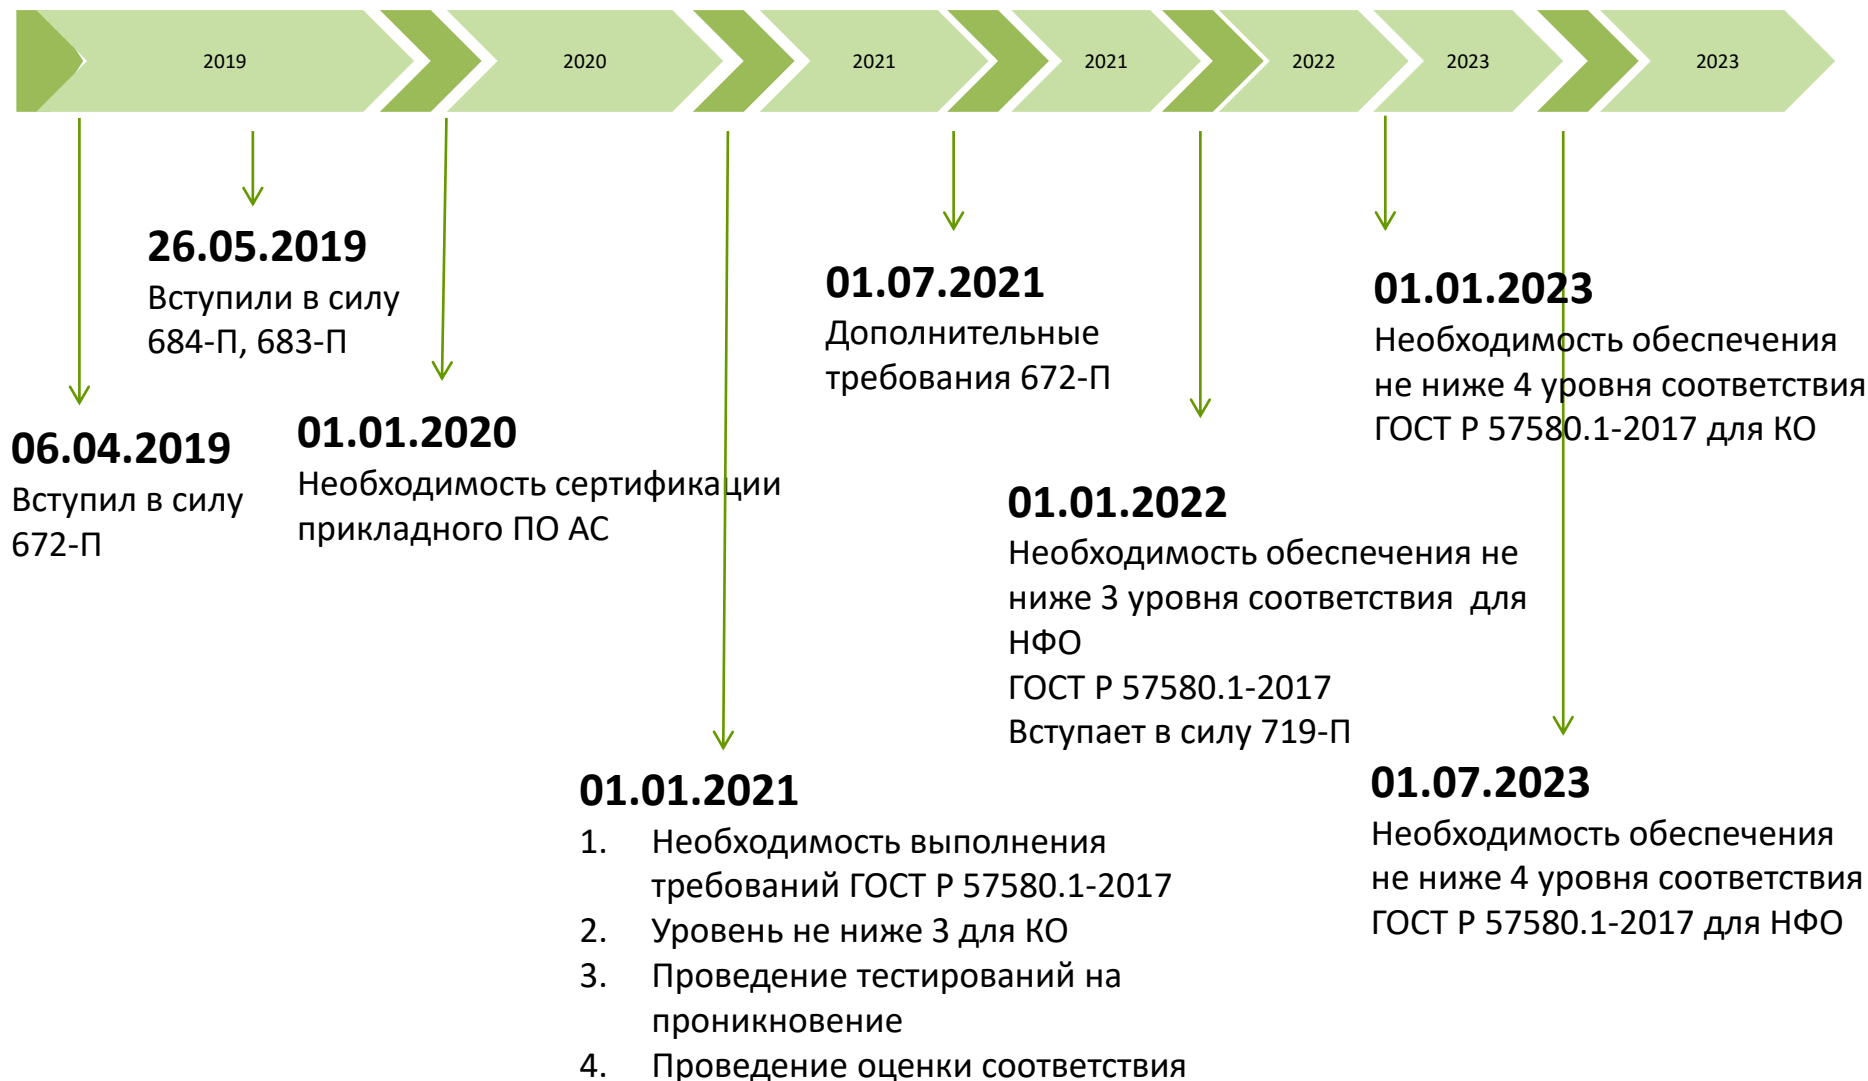 2019
2020
2021
2021
2022
2023
2023
06.04.2019
Вступил в силу
672-П
26.05.2019
Вступили в силу
684-П, 683-П
01.01.2020
Необходимость сертификации
прикладного ПО АС
01.01.2021
1. Необходимость выполнения
требований ГОСТ Р 57580.1-2017
2. Уровень не ниже 3 для КО
3. Проведение тестирований на
проникновение
4. Проведение оценки соответствия
01.07.2021
Дополнительные
требования 672-П
01.01.2022
Необходимость обеспечения не
ниже 3 уровня соответствия для
НФО
ГОСТ Р 57580.1-2017
Вступает в силу 719-П
01.01.2023
Необходимость обеспечения
не ниже 4 уровня соответствия
ГОСТ Р 57580.1-2017 для КО
01.07.2023
Необходимость обеспечения
не ниже 4 уровня соответствия
ГОСТ Р 57580.1-2017 для НФО